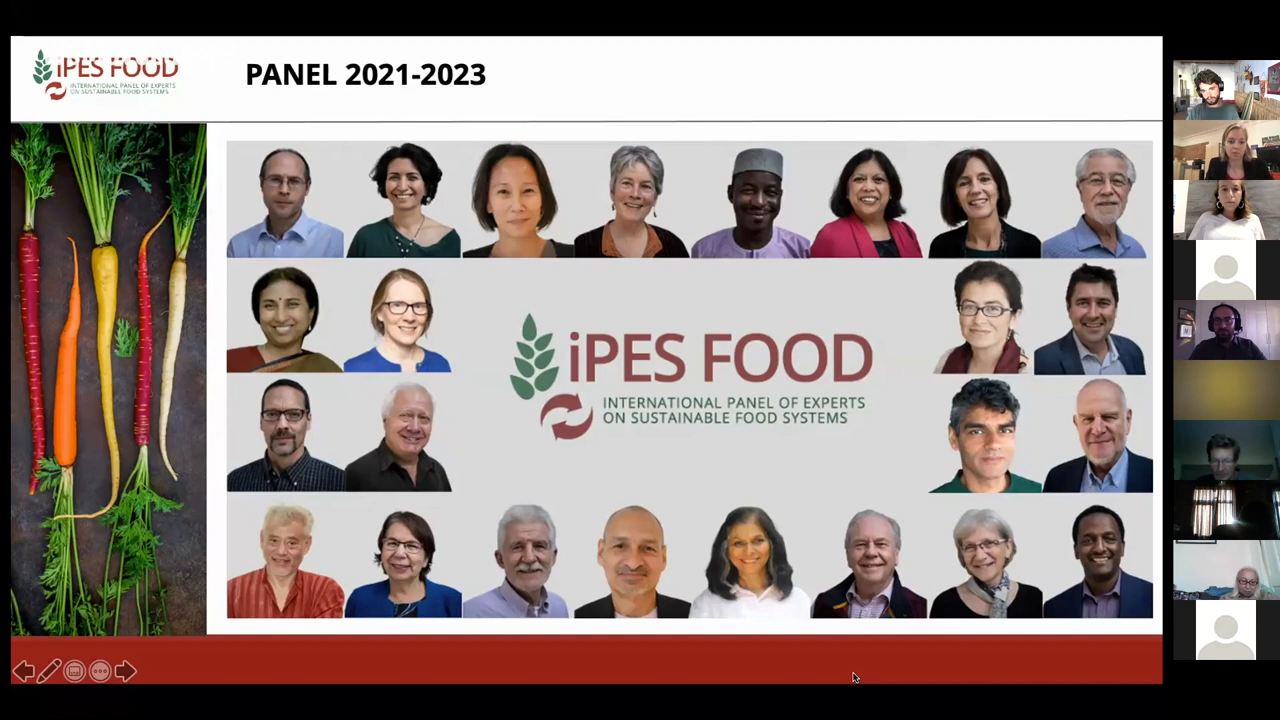 iPES FOOD
INTERNATIONAL PANEL OF EXPERTS
ON SUSTAINABLE FOOD SYSTEMS
PANEL 2021-2023
iPES FOOD
INTERNATIONAL PANEL OF EXPERTS
ON SUSTAINABLE FOOD SYSTEMS